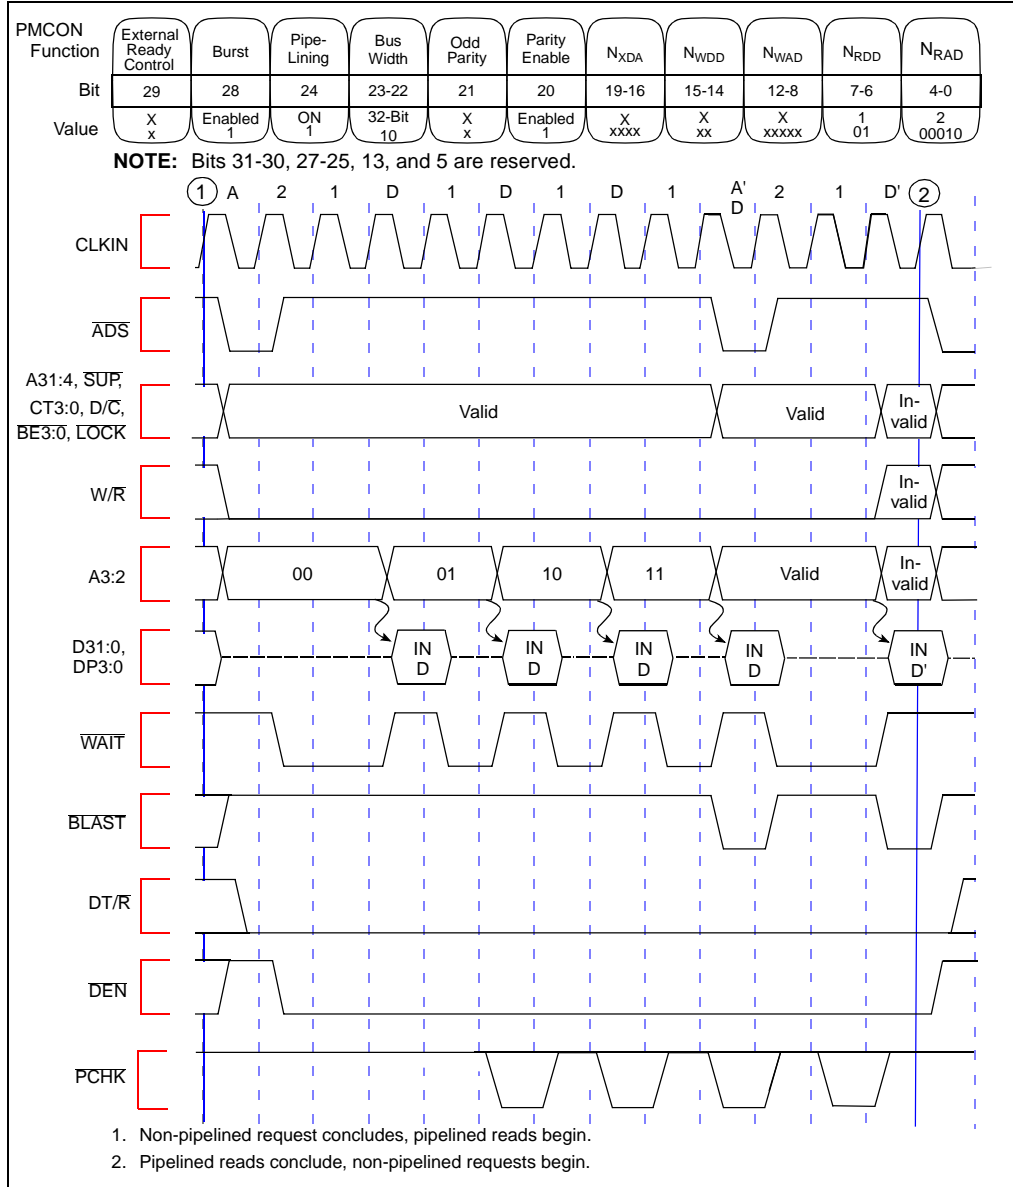 PMCON
Function
External
Ready
Control
Burst
Pipe-
Lining
Bus
Width
Odd
Parity
Parity
Enable
NXDA
NWDD
NWAD
NRDD
NRAD
Bit
29
28
24
23-22
21
20
19-16
15-14
12-8
7-6
4-0
Value
X
x
Enabled
1
ON
1
32-Bit
10
X
x
Enabled
1
X
xxxx
X
xx
X
xxxxx
1
01
2
00010
NOTE: Bits 31-30, 27-25, 13, and 5 are reserved.
1 A 2 1 D 1 D 1 D 1 A' 2 1 D' 2
D
CLKIN
ADS
A31:4, SUP,
CT3:0, D/C,
BE3:0, LOCK
Valid
Valid
In-
valid
W/R
In-
valid
A3:2
00
01
10
11
Valid
In-
valid
D31:0,
DP3:0
IN
D
IN
D
IN
D
IN
D
IN
D'
WAIT
BLAST
DT/R
DEN
PCHK
1. Non-pipelined request concludes, pipelined reads begin.
2. Pipelined reads conclude, non-pipelined requests begin.